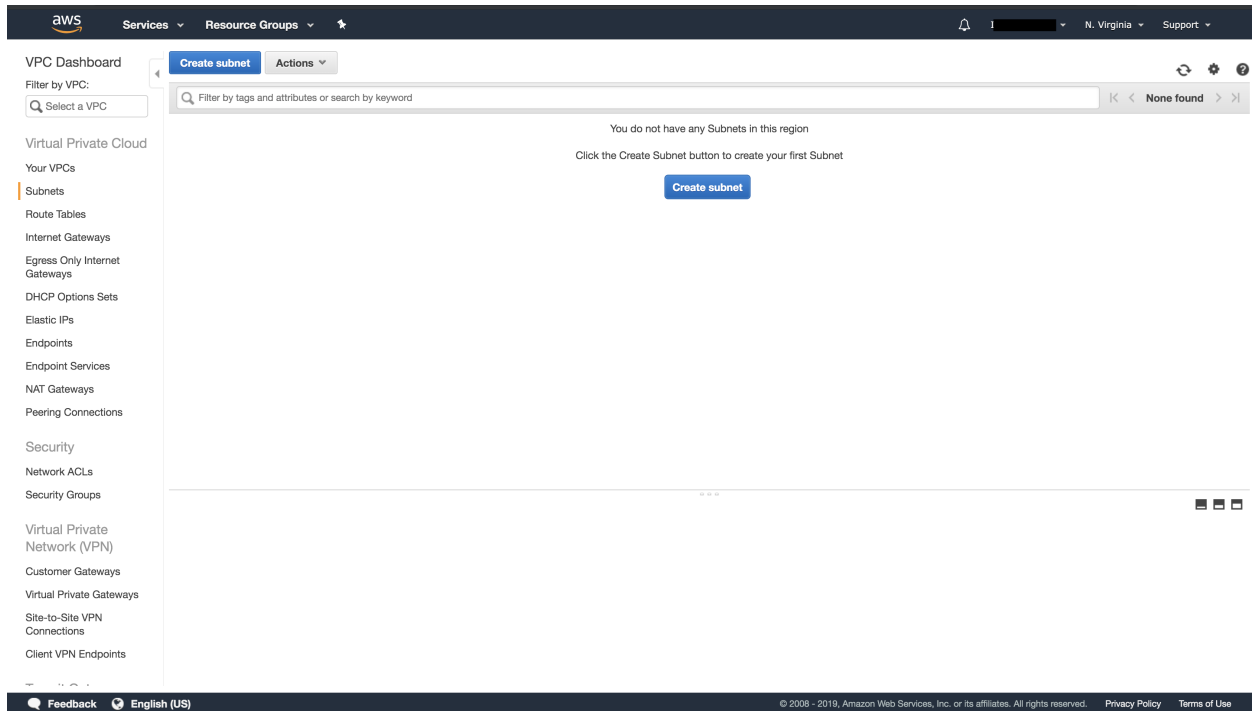 aws Services Resource Groups N. Virginia Support
VPC Dashboard
Filter by VPC:
Select a VPC
Virtual Private Cloud
Your VPCs
Subnets
Route Tables
Internet Gateways
Egress Only Internet
Gateways
DHCP Options Sets
Elastic IPs
Endpoints
Endpoint Services
NAT Gateways
Peering Connections
Security
Network ACLs
Security Groups
Virtual Private
Network (VPN)
Customer Gateways
Virtual Private Gateways
Site-to-Site VPN
Connections
Client VPN Endpoints
Create subnet Actions
Filter by tags and attributes or search by keyword
None found
You do not have any Subnets in this region
Click the Create Subnet button to create your first Subnet
Create subnet
Feedback English (US)
© 2008 - 2019, Amazon Web Services, Inc. or its affiliates. All rights reserved. Privacy Policy Terms of Use